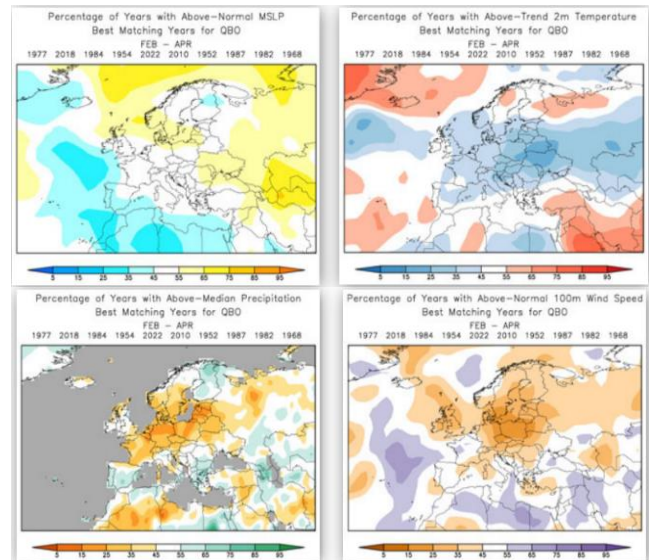 Percentage of Years with Above-Normal MSLP
Best Matching Years for QBO
FEB - APR
1977 2018 1984 1954 2022 2010 1952 1987 1982 1968
5 15 25 35 45 55 65 75 85 95
Percentage of Years with Above-Trend 2m Temperature
Best Matching Years for QBO
FEB - APR
1977 2018 1984 1954 2022 2010 1952 1987 1982 1968
5 15 25 35 45 55 65 75 85 95
Percentage of Years with Above-Median Precipitation
Best Matching Years for QBO
FEB - APR
1977 2018 1984 1954 2022 2010 1952 1987 1982 1968
5 15 25 35 45 55 65 75 85 95
Percentage of Years with Above-Normal 100m Wind Speed
Best Matching Years for QBO
FEB - APR
1977 2018 1984 1954 2022 2010 1952 1987 1982 1968
5 15 25 35 45 55 65 75 85 95